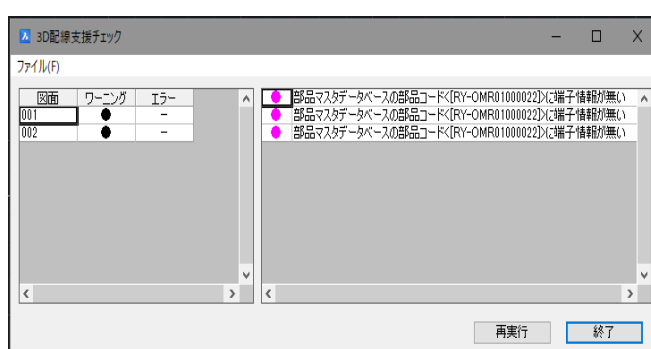 3D配線支援チェック
ファイル(F)
図面 ワーニング エラー
001 ● −
002 ● −
● 部品マスタデータベースの部品コード<[RY-OMR01000022]>に端子情報が無い
● 部品マスタデータベースの部品コード<[RY-OMR01000022]>に端子情報が無い
● 部品マスタデータベースの部品コード<[RY-OMR01000022]>に端子情報が無い
再実行 終了